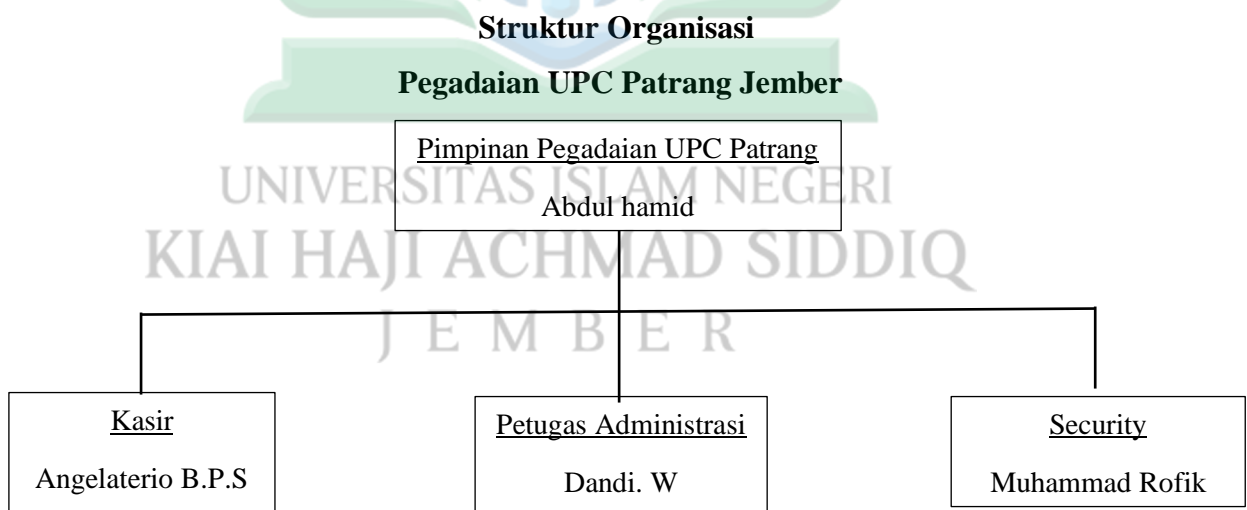 Struktur Organisasi
Pegadaian UPC Patrang Jember
Pimpinan Pegadaian UPC Patrang
Abdul hamid
UNIVERSITAS ISLAM NEGERI
KIAI HAJI ACHMAD SIDDIQ
JEMBER
Kasir
Angelaterio B.P.S
Petugas Administrasi
Dandi. W
Security
Muhammad Rofik